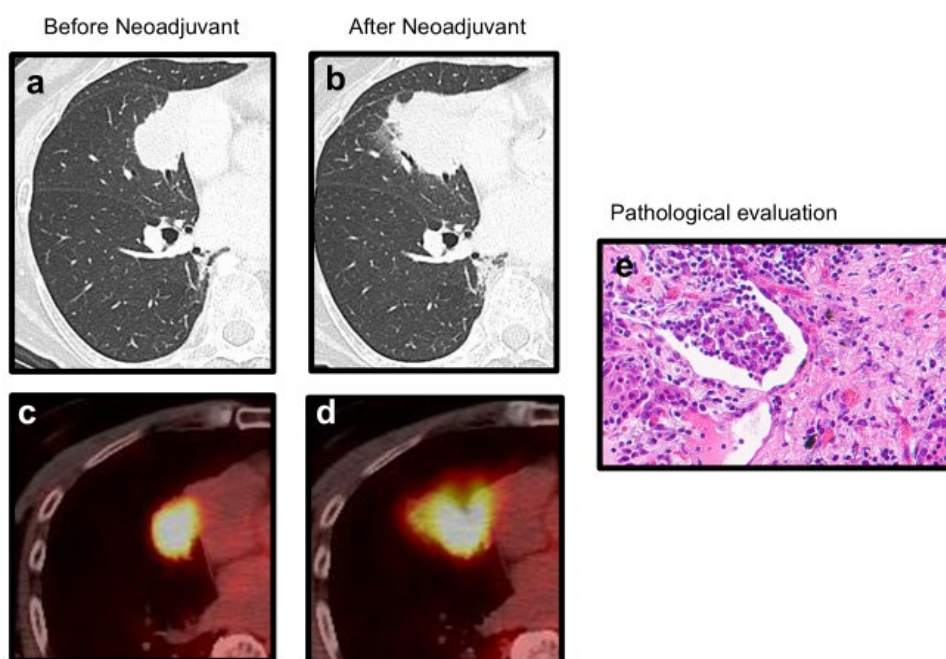 Before Neoadjuvant
After Neoadjuvant
a
b
Pathological evaluation
e
c
d